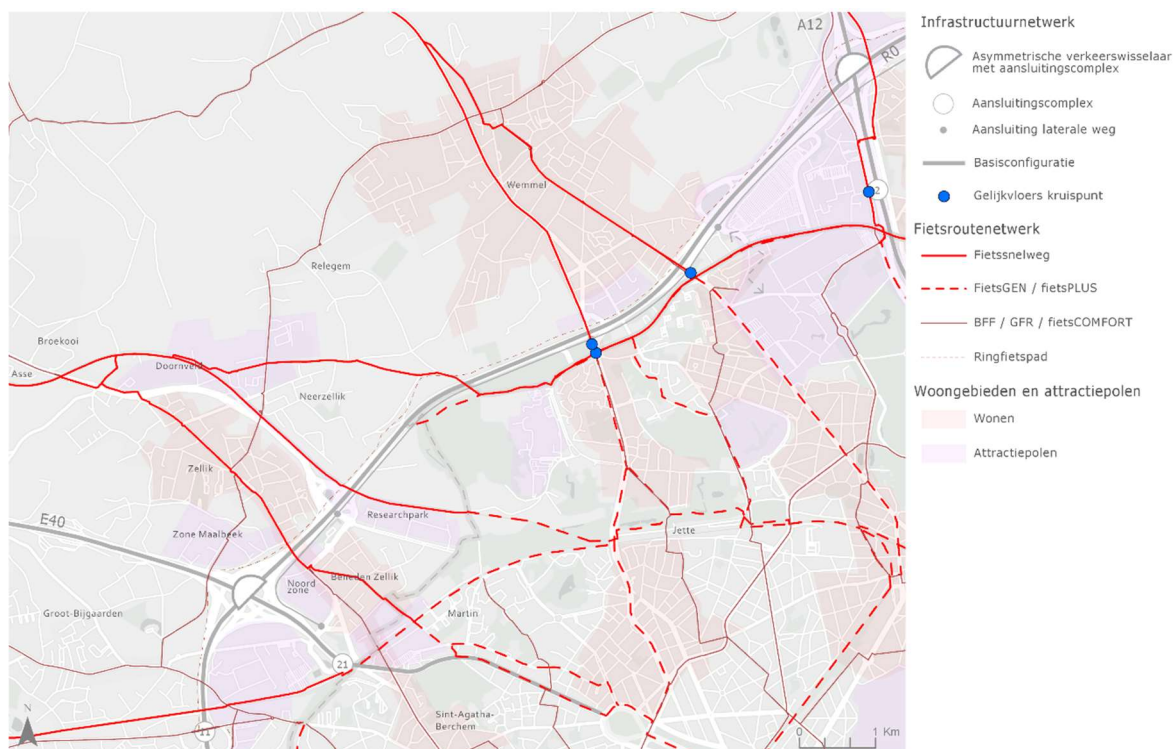 A12
R0
2
Wemmel
Relegem
Broekooi
Asse
Doornveld
Neerzellik
Zellik
Researchpark
E40
Zone Maalbeek
Jette
Noord
zone
Beneden Zellik
Groot-Bijgaarden
Martin
21
Sint-Agatha-
Berchem
11
N
0 1 Km
Infrastructuurnetwerk
Asymmetrische verkeerswisselaar
met aansluitingscomplex
Aansluitingscomplex
Aansluiting laterale weg
Basisconfiguratie
Gelijkvloers kruispunt
Fietsroutenetwerk
Fietssnelweg
FietsGEN / fietsPLUS
BFF / GFR / fietsCOMFORT
Ringfietspad
Woongebieden en attractiepolen
Wonen
Attractiepolen